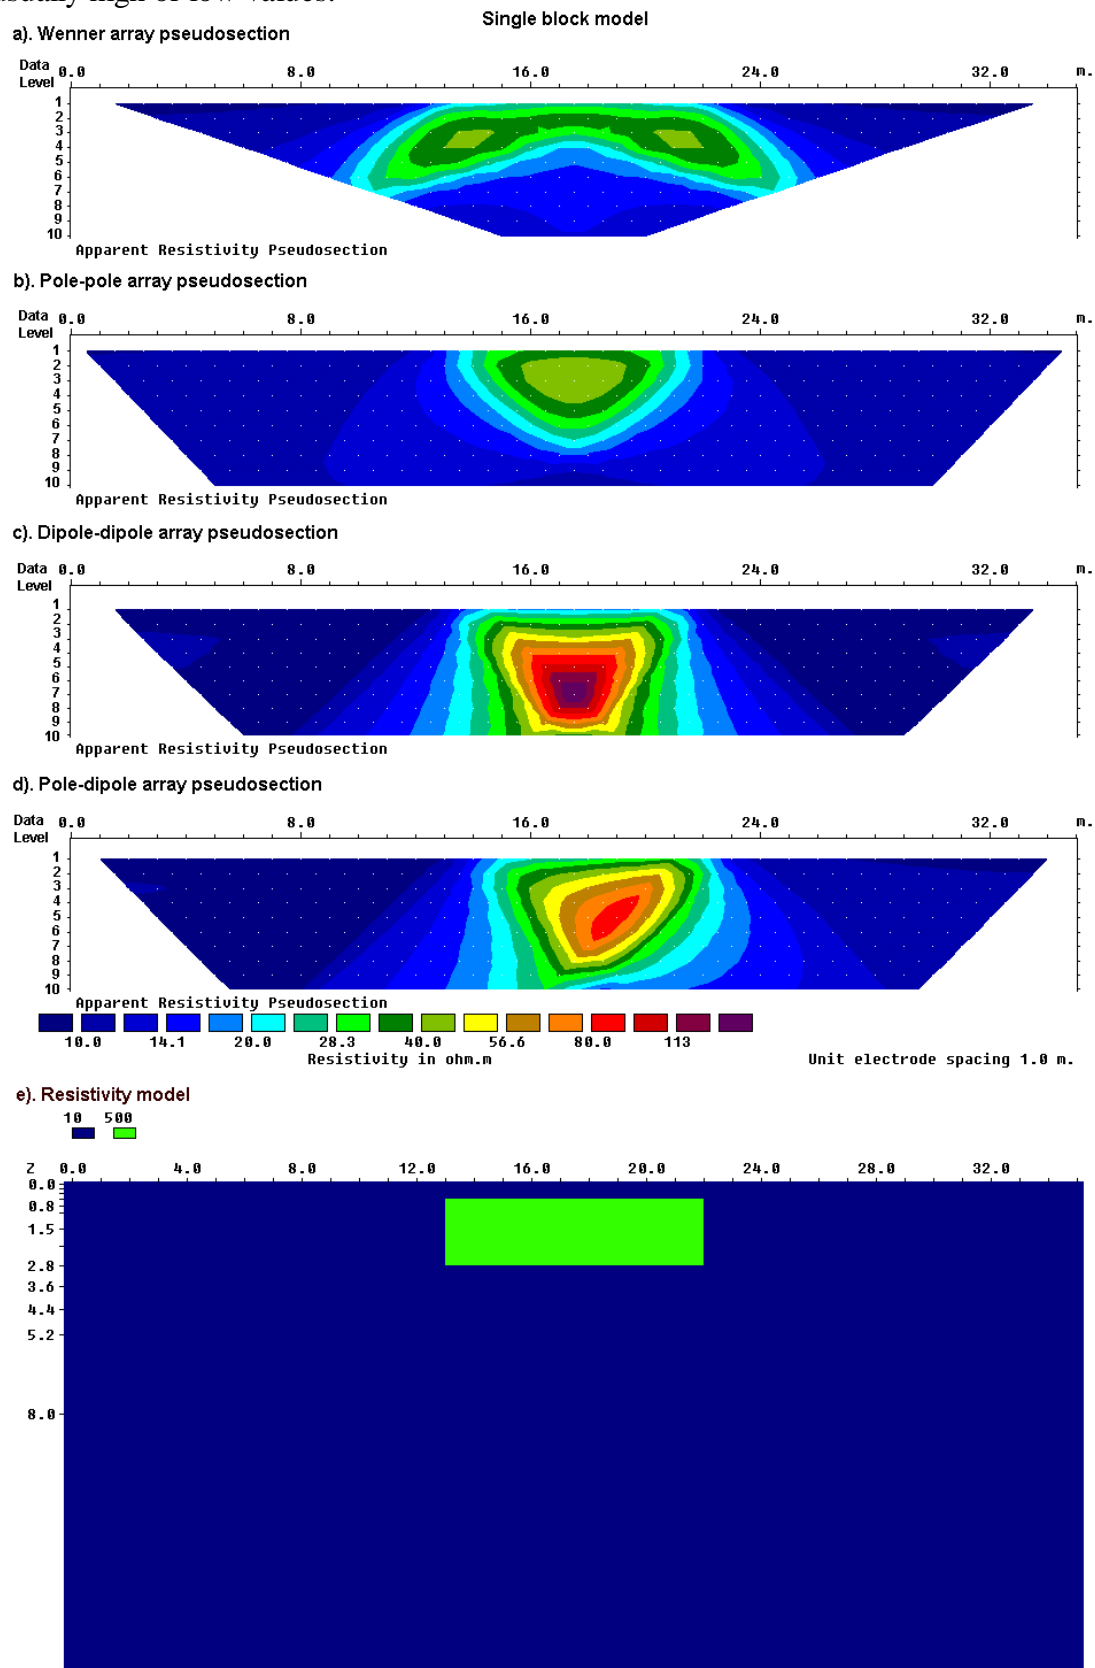 usually high or low values.
Single block model
a). Wenner array pseudosection
Data Level 0.0 8.0 16.0 24.0 32.0 m.
1
2
3
4
5
6
7
8
9
10
Apparent Resistivity Pseudosection
b). Pole-pole array pseudosection
Data Level 0.0 8.0 16.0 24.0 32.0 m.
1
2
3
4
5
6
7
8
9
10
Apparent Resistivity Pseudosection
c). Dipole-dipole array pseudosection
Data Level 0.0 8.0 16.0 24.0 32.0 m.
1
2
3
4
5
6
7
8
9
10
Apparent Resistivity Pseudosection
d). Pole-dipole array pseudosection
Data Level 0.0 8.0 16.0 24.0 32.0 m.
1
2
3
4
5
6
7
8
9
10
Apparent Resistivity Pseudosection
10.0 14.1 20.0 28.3 40.0 56.6 80.0 113
Resistivity in ohm.m Unit electrode spacing 1.0 m.
e). Resistivity model
10 500
Z 0.0 4.0 8.0 12.0 16.0 20.0 24.0 28.0 32.0
0.0
0.8
1.5
2.8
3.6
4.4
5.2
8.0